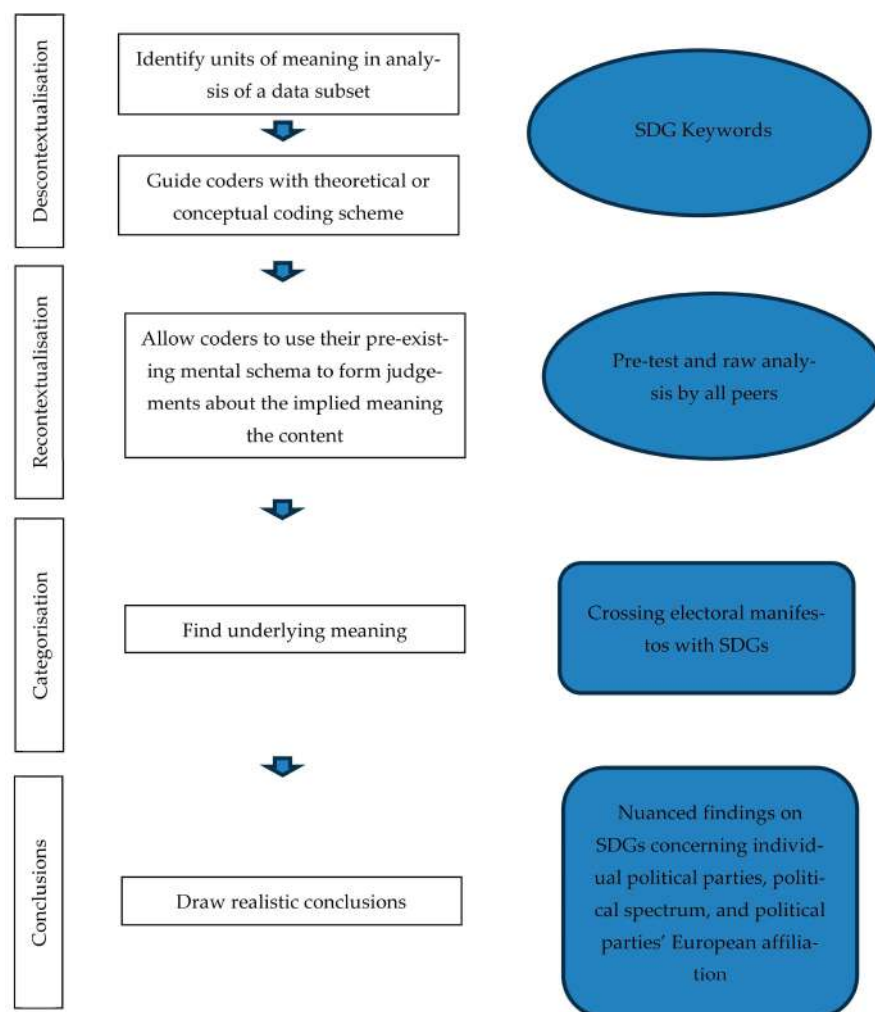 Descontextualisation
Identify units of meaning in analy-
sis of a data subset
Guide coders with theoretical or
conceptual coding scheme
SDG Keywords
Recontextualisation
Allow coders to use their pre-exist-
ing mental schema to form judge-
ments about the implied meaning
the content
Pre-test and raw analy-
sis by all peers
Categorisation
Find underlying meaning
Crossing electoral manifes-
tos with SDGs
Conclusions
Draw realistic conclusions
Nuanced findings on
SDGs concerning individ-
ual political parties, politi-
cal spectrum, and political
parties’ European affilia-
tion